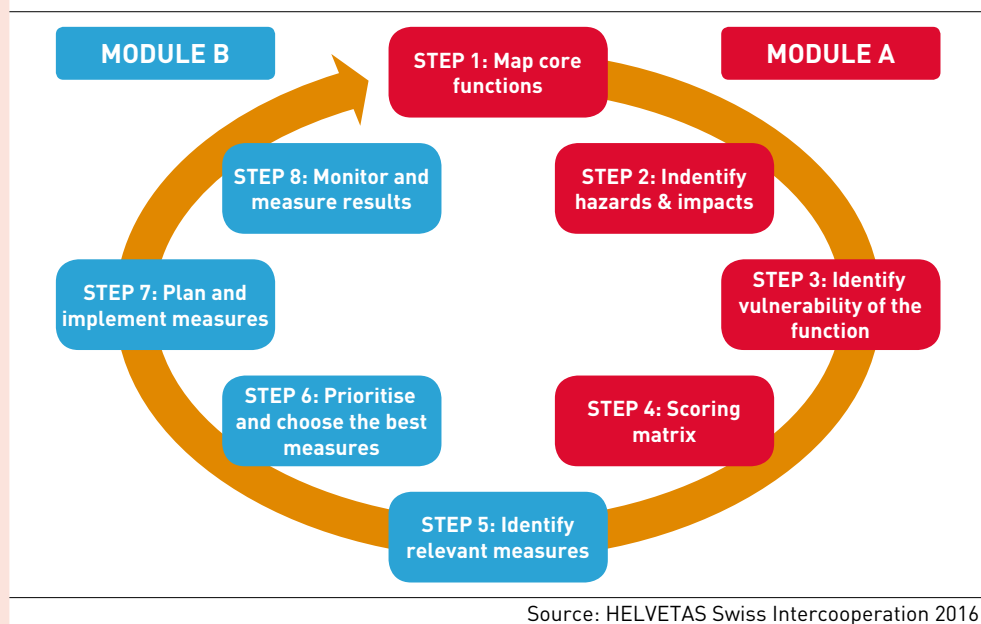 MODULE B
MODULE A
STEP 1: Map core
functions
STEP 2: Indentify
hazards & impacts
STEP 3: Identify
vulnerability of the
function
STEP 4: Scoring
matrix
STEP 5: Identify
relevant measures
STEP 6: Prioritise
and choose the best
measures
STEP 7: Plan and
implement measures
STEP 8: Monitor and
measure results
Source: HELVETAS Swiss Intercooperation 2016